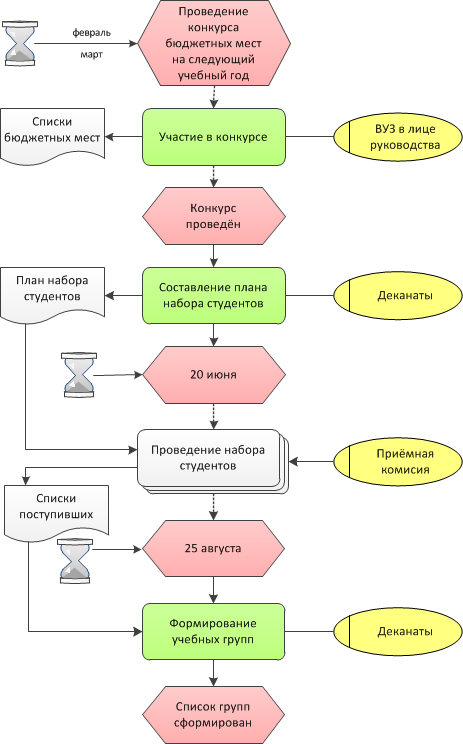 февраль
март
Проведение
конкурса
бюджетных мест
на следующий
учебный год
Списки
бюджетных мест
Участие в конкурсе
ВУЗ в лице
руководства
Конкурс
проведён
План набора
студентов
Составление плана
набора студентов
Деканаты
20 июня
Проведение набора
студентов
Приёмная
комисия
Списки
поступивших
25 августа
Формирование
учебных групп
Деканаты
Список групп
сформирован